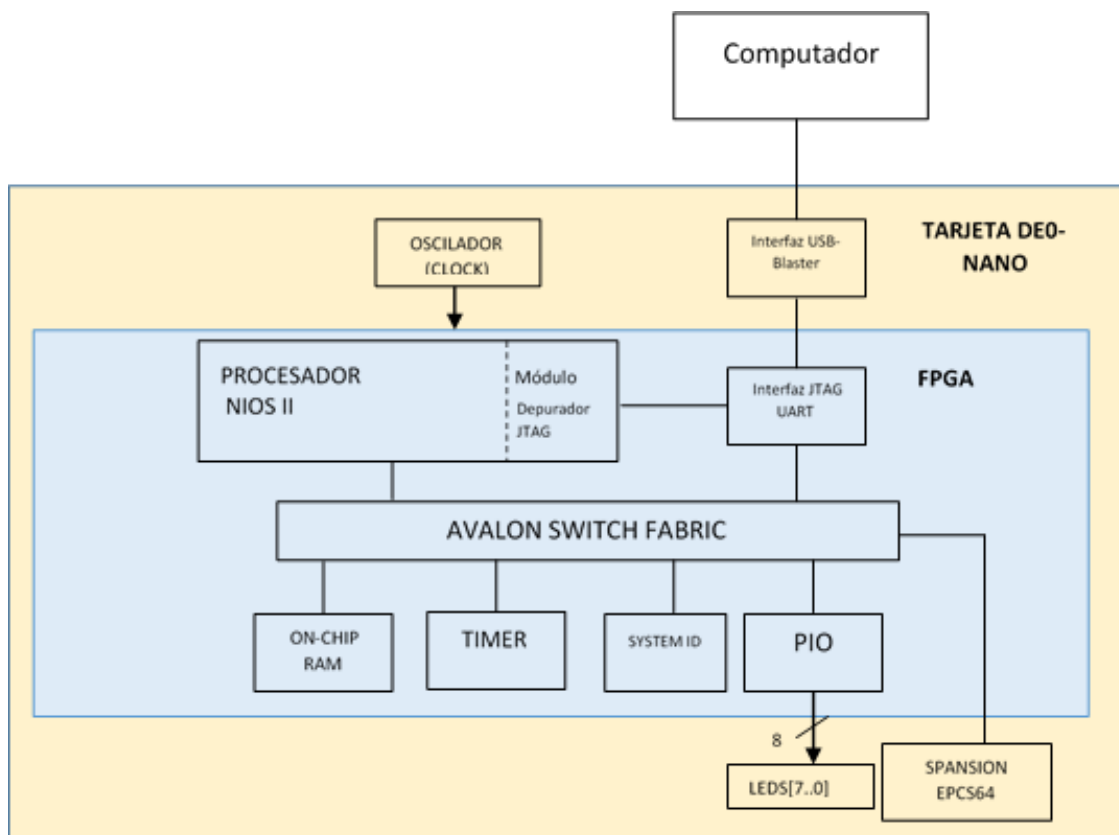 Computador
TARJETA DE0-
NANO
OSCILADOR
(CLOCK)
Interfaz USB-
Blaster
PROCESADOR
NIOS II
Módulo
Depurador
JTAG
Interfaz JTAG
UART
FPGA
AVALON SWITCH FABRIC
ON-CHIP
RAM
TIMER
SYSTEM ID
PIO
8
LEDS[7..0]
SPANSION
EPCS64